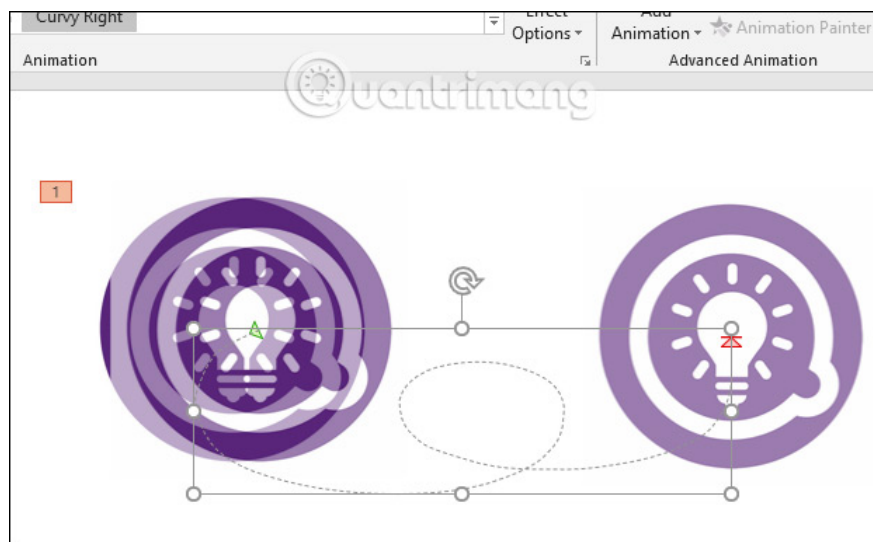 Curvy Right
Effect
Options
Add
Animation
Animation Painter
Animation
Advanced Animation
Quantrimang
1